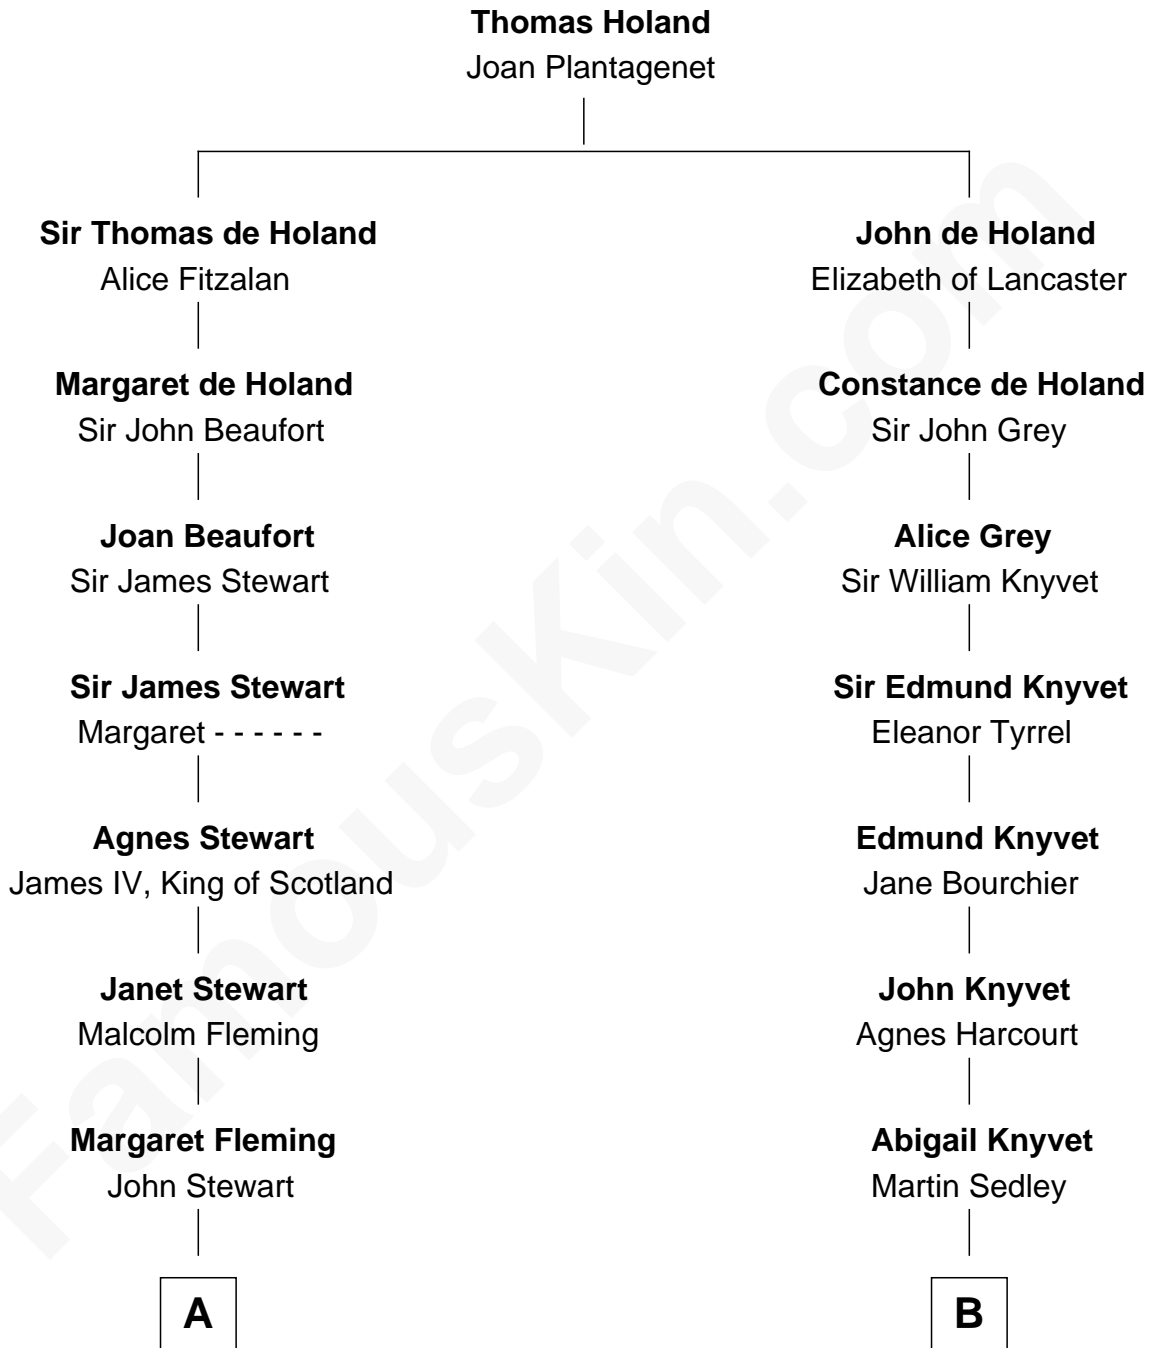 Thomas Holand
Joan Plantagenet
Sir Thomas de Holand
Alice Fitzalan
Margaret de Holand
Sir John Beaufort
Joan Beaufort
Sir James Stewart
Sir James Stewart
Margaret - - - - - -
Agnes Stewart
James IV, King of Scotland
Janet Stewart
Malcolm Fleming
Margaret Fleming
John Stewart
A
John de Holand
Elizabeth of Lancaster
Constance de Holand
Sir John Grey
Alice Grey
Sir William Knyvet
Sir Edmund Knyvet
Eleanor Tyrrel
Edmund Knyvet
Jane Bourchier
John Knyvet
Agnes Harcourt
Abigail Knyvet
Martin Sedley
B
FamousKin.com